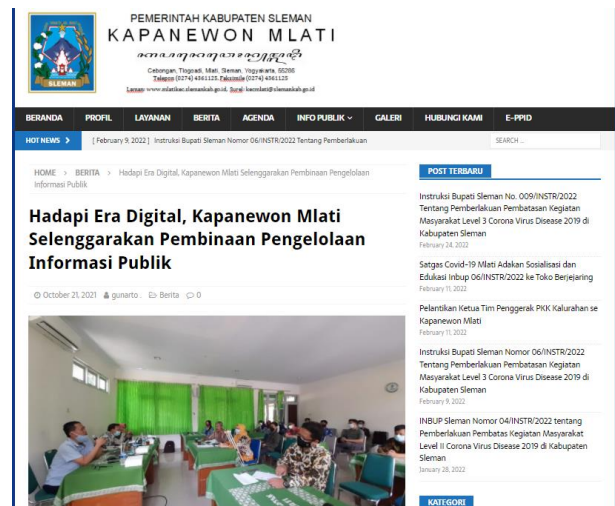 PEMERINTAH KABUPATEN SLEMAN
KAPANEWON MLATI
Cebongan, Tlogoadi, Mlati, Sleman, Yogyakarta, 55286
Telepon (0274) 4361125, Faksimile (0274) 4361125
Laman: www.mlatikec.slemankab.go.id, Surel: kecmlati@slemankab.go.id
SLEMAN
BERANDA PROFIL LAYANAN BERITA AGENDA INFO PUBLIK GALERI HUBUNGI KAMI E-PPID
HOT NEWS [ February 9, 2022 ] Instruksi Bupati Sleman Nomor 06/INSTR/2022 Tentang Pemberlakuan SEARCH ...
HOME > BERITA > Hadapi Era Digital, Kapanewon Mlati Selenggarakan Pembinaan Pengelolaan
Informasi Publik
Hadapi Era Digital, Kapanewon Mlati
Selenggarakan Pembinaan Pengelolaan
Informasi Publik
October 21, 2021 gunarto Berita 0
POST TERBARU
Instruksi Bupati Sleman No. 009/INSTR/2022
Tentang Pemberlakuan Pembatasan Kegiatan
Masyarakat Level 3 Corona Virus Disease 2019 di
Kabupaten Sleman
February 24, 2022
Satgas Covid-19 Mlati Adakan Sosialisasi dan
Edukasi Inbup 06/INSTR/2022 ke Toko Berjejaring
February 11, 2022
Pelantikan Ketua Tim Penggerak PKK Kalurahan se
Kapanewon Mlati
February 11, 2022
Instruksi Bupati Sleman Nomor 06/INSTR/2022
Tentang Pemberlakuan Pembatasan Kegiatan
Masyarakat Level 3 Corona Virus Disease 2019 di
Kabupaten Sleman
February 9, 2022
INBUP Sleman Nomor 04/INSTR/2022 tentang
Pemberlakuan Pembatas Kegiatan Masyarakat
Level II Corona Virus Disease 2019 di Kabupaten
Sleman
January 28, 2022
KATEGORI